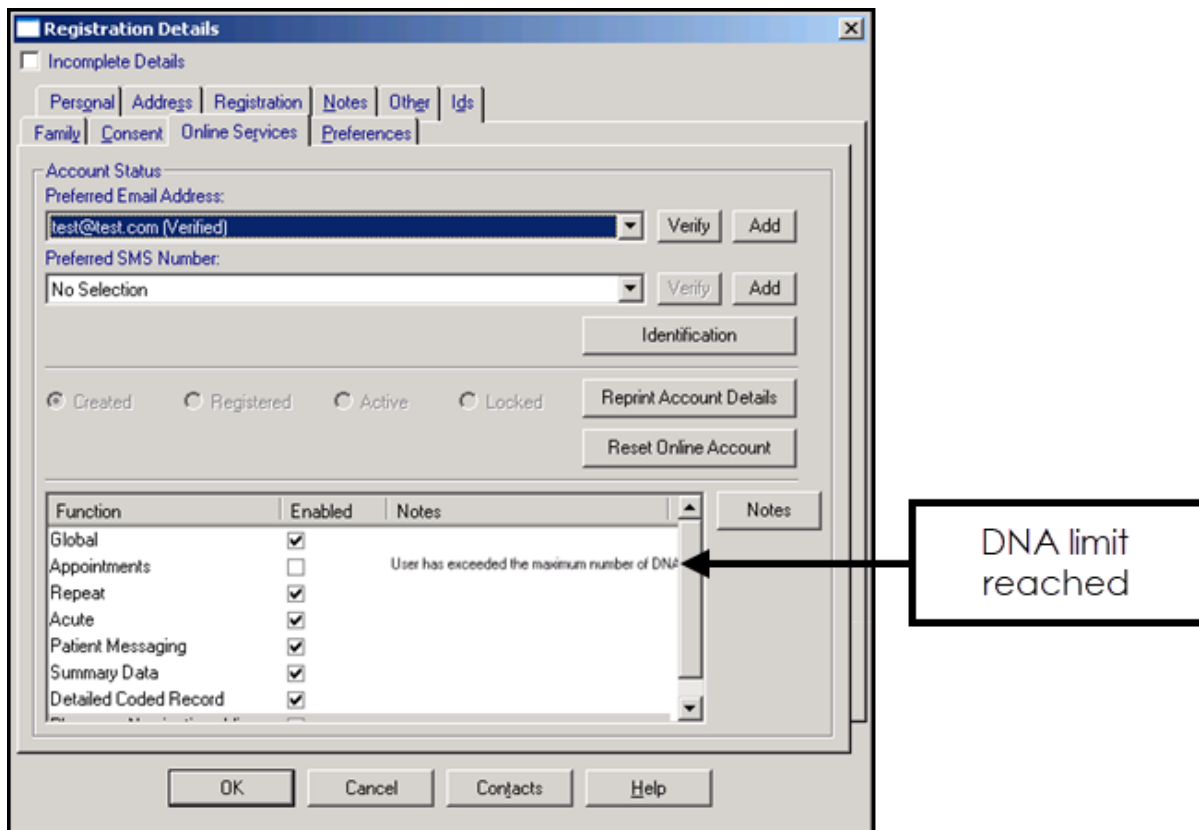 Registration Details
Incomplete Details
Personal Address Registration Notes Other Ids
Family Consent Online Services Preferences
Account Status
Preferred Email Address:
test@test.com (Verified) Verify Add
Preferred SMS Number:
No Selection Verify Add
Identification
Created Registered Active Locked Reprint Account Details
Reset Online Account
Function Enabled Notes Notes
Global
Appointments User has exceeded the maximum number of DNA
Repeat
Acute
Patient Messaging
Summary Data
Detailed Coded Record
OK Cancel Contacts Help
DNA limit
reached